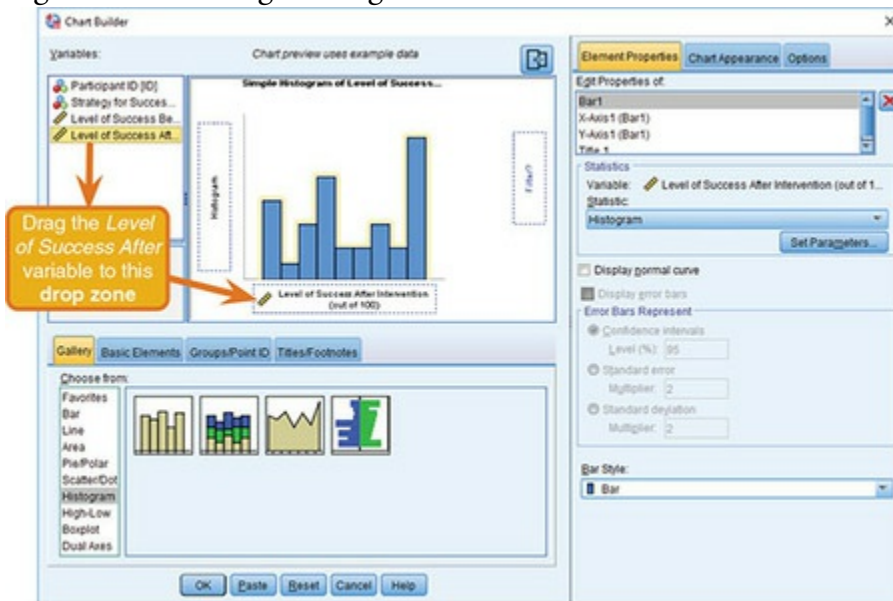 Chart Builder
Variables:
Chart preview uses example data
Participant ID [ID]
Strategy for Succes...
Level of Success Be...
Level of Success Aft...
Simple Histogram of Level of Success...
Histogram
Filter?
Level of Success After Intervention
(out of 100)
Drag the Level
of Success After
variable to this
drop zone
Gallery Basic Elements Groups/Point ID Titles/Footnotes
Choose from:
Favorites
Bar
Line
Area
Pie/Polar
Scatter/Dot
Histogram
High-Low
Boxplot
Dual Axes
OK Paste Reset Cancel Help
Element Properties Chart Appearance Options
Edit Properties of:
Bar1
X-Axis1 (Bar1)
Y-Axis1 (Bar1)
Title 1
Statistics
Variable: Level of Success After Intervention (out of 1...
Statistic:
Histogram
Set Parameters...
Display normal curve
Display error bars
Error Bars Represent
Confidence intervals
Level (%): 95
Standard error
Multiplier: 2
Standard deviation
Multiplier: 2
Bar Style:
Bar